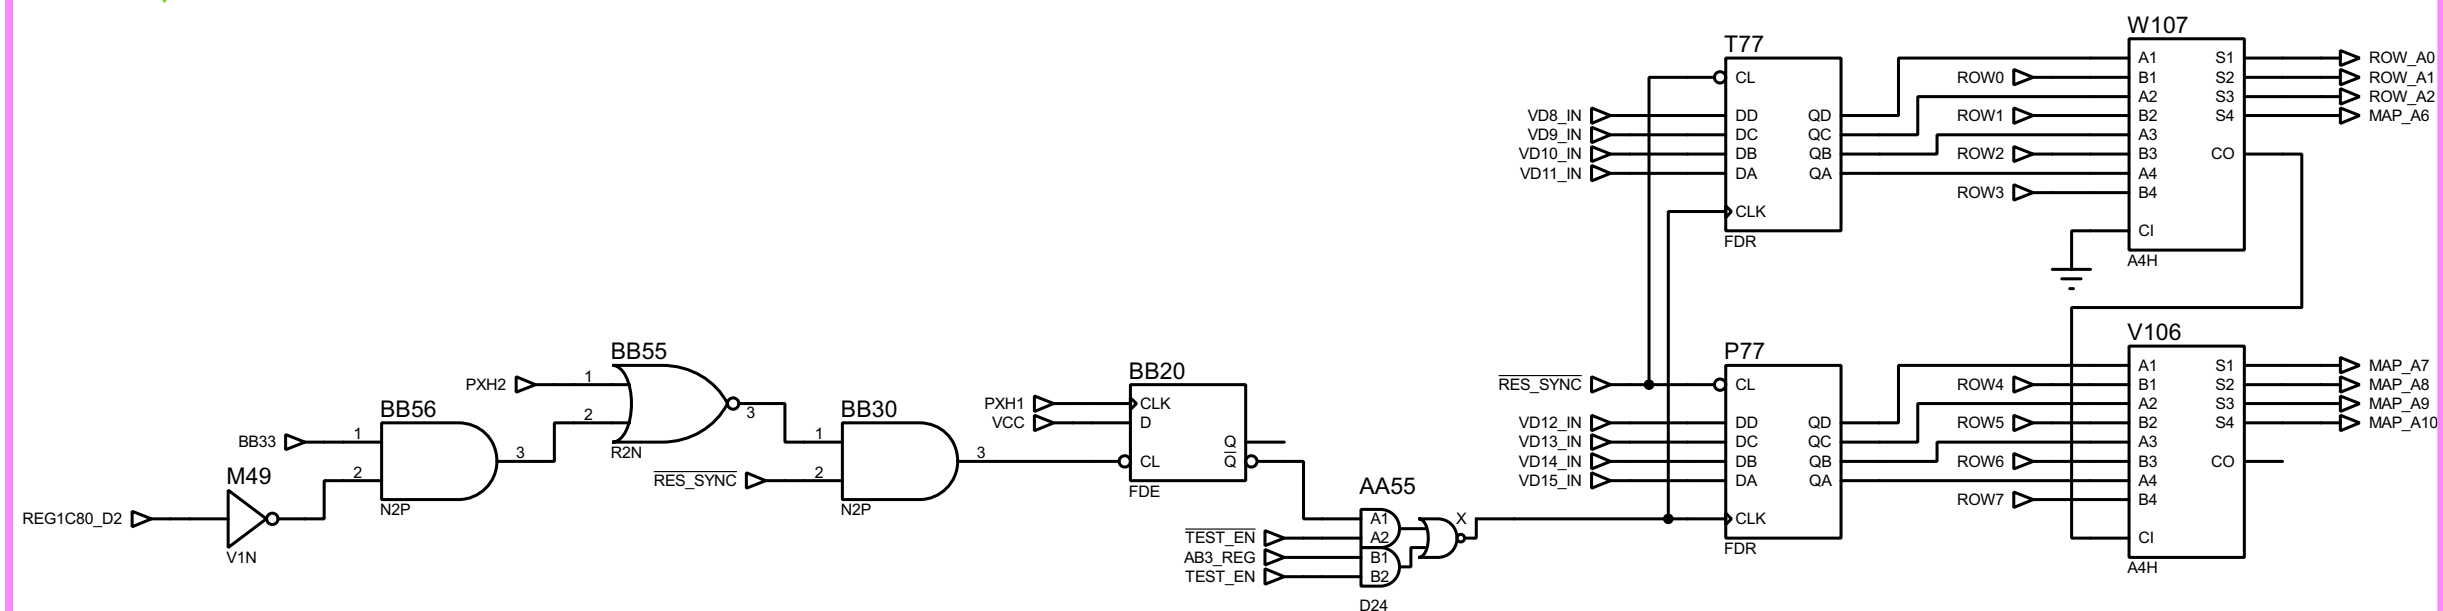 W107
T77
A1 S1 ROW_A0
CL ROW0 B1 S2 ROW_A1
A2 S3 ROW_A2
VD8_IN DD QD ROW1 B2 S4 MAP_A6
VD9_IN DC QC A3
VD10_IN DB QB ROW2 B3 CO
VD11_IN DA QA A4
ROW3 B4
CLK
CI
FDR
A4H
V106
BB55 P77
BB20
A1 S1 MAP_A7
PXH2 1 RES_SYNC CL ROW4 B1 S2 MAP_A8
BB56 3 BB30 PXH1 CLK A2 S3 MAP_A9
2 VCC D VD12_IN DD QD ROW5 B2 S4 MAP_A10
BB33 1 1 Q VD13_IN DC QC A3
R2N
3 3 CL Q VD14_IN DB QB ROW6 B3 CO
M49 2 RES_SYNC 2 VD15_IN DA QA A4
FDE AA55
N2P N2P ROW7 B4
REG1C80_D2 A1 X CLK
TEST_EN A2 CI
V1N AB3_REG B1 FDR
TEST_EN B2 A4H
D24